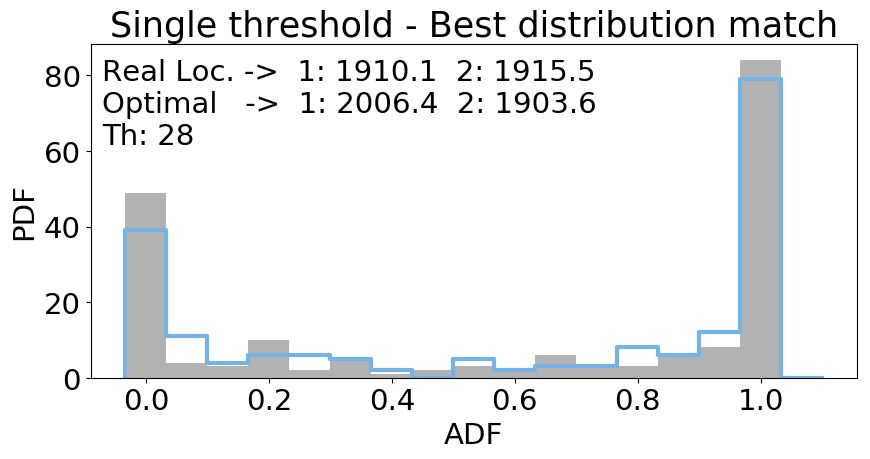 Single threshold - Best distribution match
Real Loc. -> 1: 1910.1 2: 1915.5
Optimal -> 1: 2006.4 2: 1903.6
Th: 28
PDF
80
60
40
20
0
0.0 0.2 0.4 0.6 0.8 1.0
ADF